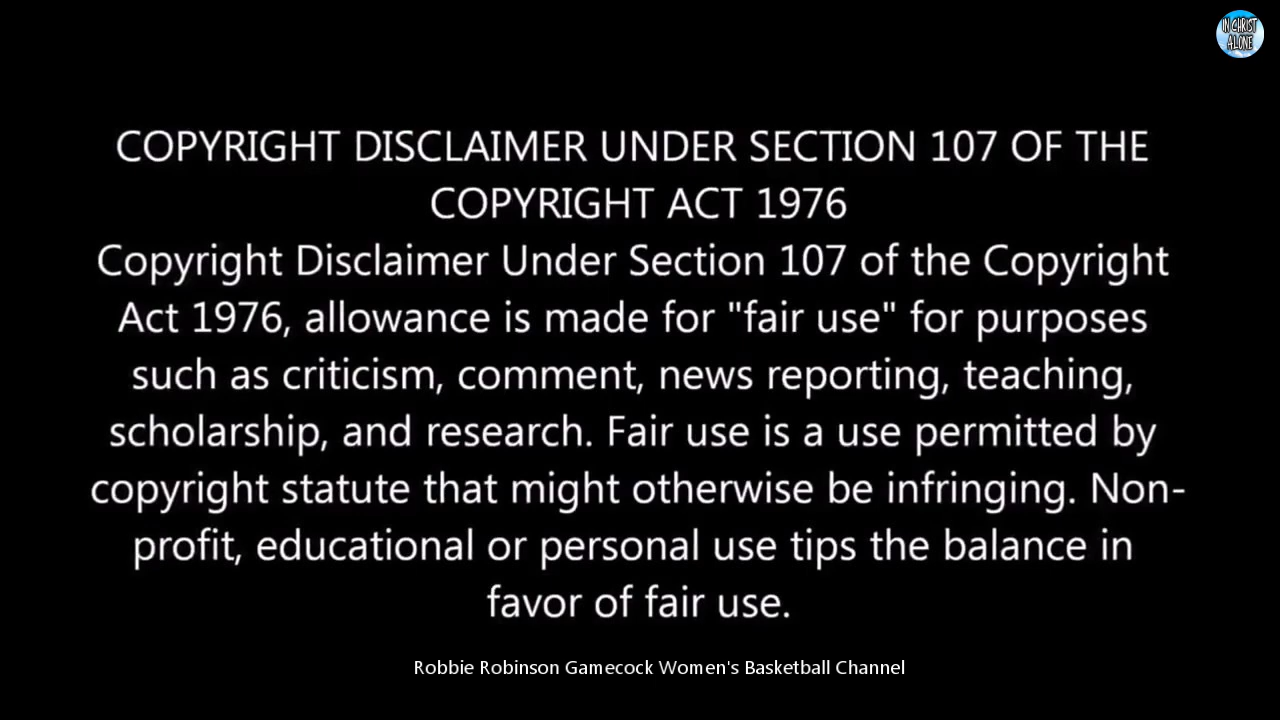 IN CHRIST
ALONE
COPYRIGHT DISCLAIMER UNDER SECTION 107 OF THE
COPYRIGHT ACT 1976
Copyright Disclaimer Under Section 107 of the Copyright
Act 1976, allowance is made for "fair use" for purposes
such as criticism, comment, news reporting, teaching,
scholarship, and research. Fair use is a use permitted by
copyright statute that might otherwise be infringing. Non-
profit, educational or personal use tips the balance in
favor of fair use.
Robbie Robinson Gamecock Women's Basketball Channel